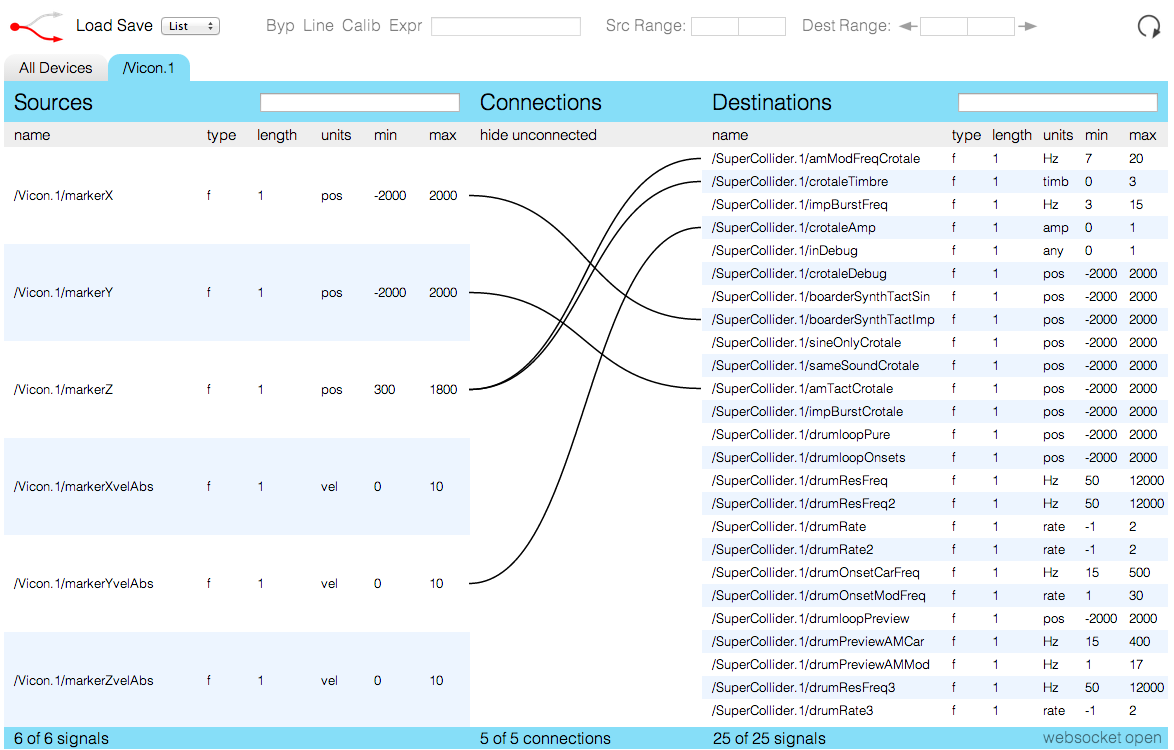 Load Save List Byp Line Calib Expr Src Range: Dest Range:
All Devices /Vicon.1
Sources Connections Destinations
name type length units min max hide unconnected name type length units min max
/Vicon.1/markerX f 1 pos -2000 2000
/Vicon.1/markerY f 1 pos -2000 2000
/Vicon.1/markerZ f 1 pos 300 1800
/Vicon.1/markerXvelAbs f 1 vel 0 10
/Vicon.1/markerYvelAbs f 1 vel 0 10
/Vicon.1/markerZvelAbs f 1 vel 0 10
/SuperCollider.1/amModFreqCrotale f 1 Hz 7 20
/SuperCollider.1/crotaleTimbre f 1 timb 0 3
/SuperCollider.1/impBurstFreq f 1 Hz 3 15
/SuperCollider.1/crotaleAmp f 1 amp 0 1
/SuperCollider.1/inDebug f 1 any 0 1
/SuperCollider.1/crotaleDebug f 1 pos -2000 2000
/SuperCollider.1/boarderSynthTactSin f 1 pos -2000 2000
/SuperCollider.1/boarderSynthTactImp f 1 pos -2000 2000
/SuperCollider.1/sineOnlyCrotale f 1 pos -2000 2000
/SuperCollider.1/sameSoundCrotale f 1 pos -2000 2000
/SuperCollider.1/amTactCrotale f 1 pos -2000 2000
/SuperCollider.1/impBurstCrotale f 1 pos -2000 2000
/SuperCollider.1/drumloopPure f 1 pos -2000 2000
/SuperCollider.1/drumloopOnsets f 1 pos -2000 2000
/SuperCollider.1/drumResFreq f 1 Hz 50 12000
/SuperCollider.1/drumResFreq2 f 1 Hz 50 12000
/SuperCollider.1/drumRate f 1 rate -1 2
/SuperCollider.1/drumRate2 f 1 rate -1 2
/SuperCollider.1/drumOnsetCarFreq f 1 Hz 15 500
/SuperCollider.1/drumOnsetModFreq f 1 rate 1 30
/SuperCollider.1/drumloopPreview f 1 pos -2000 2000
/SuperCollider.1/drumPreviewAMCar f 1 Hz 15 400
/SuperCollider.1/drumPreviewAMMod f 1 Hz 1 17
/SuperCollider.1/drumResFreq3 f 1 Hz 50 12000
/SuperCollider.1/drumRate3 f 1 rate -1 2
6 of 6 signals 5 of 5 connections 25 of 25 signals websocket open